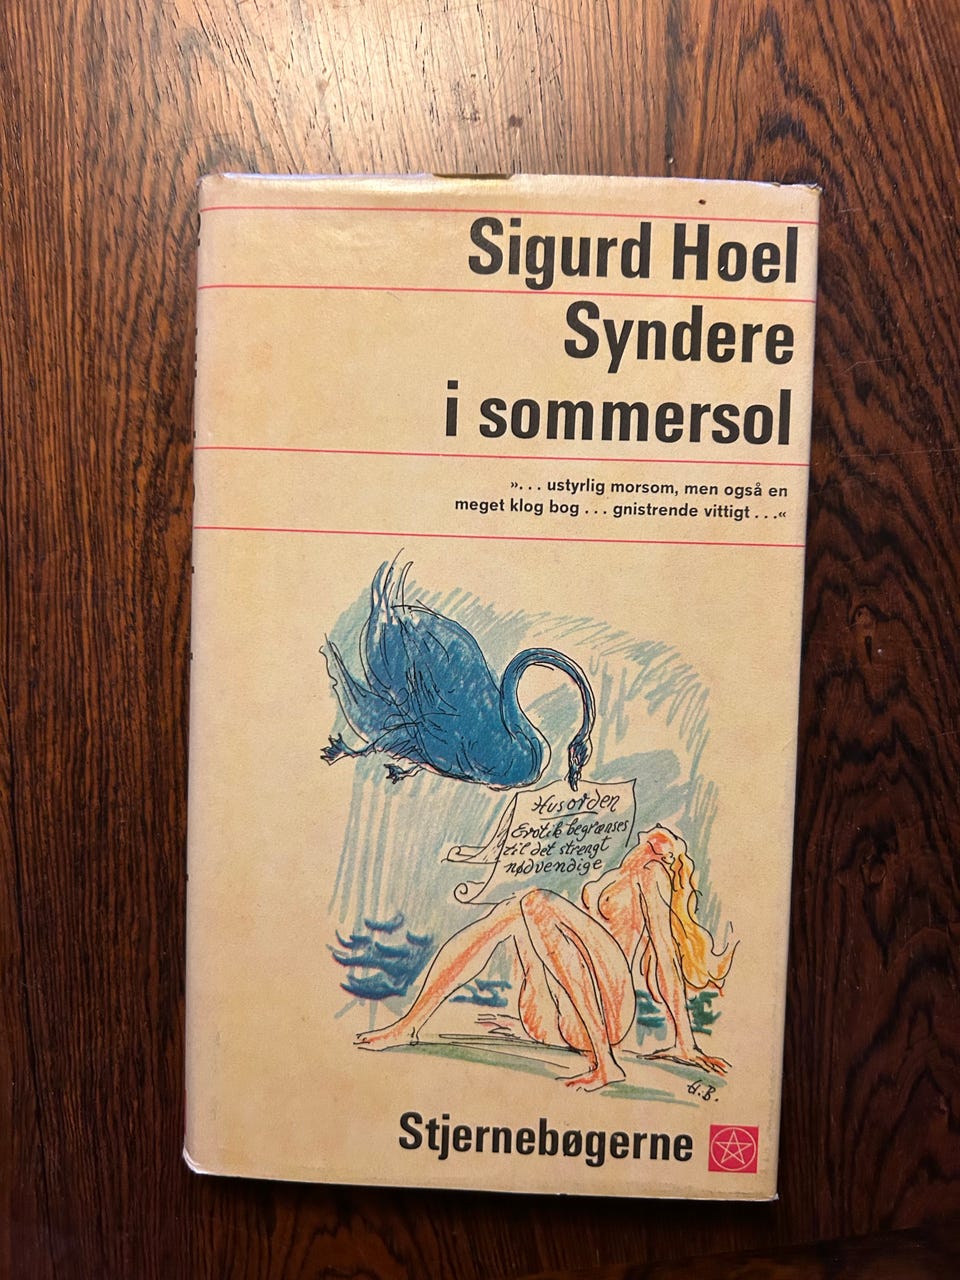 Sigurd Hoel
Syndere
i sommersol
»... ustyrlig morsom, men også en
meget klog bog ... gnistrende vittigt ...«
Husorden
Erotik begrænses
til det strengt
nødvendige
H.B.
Stjernebøgerne